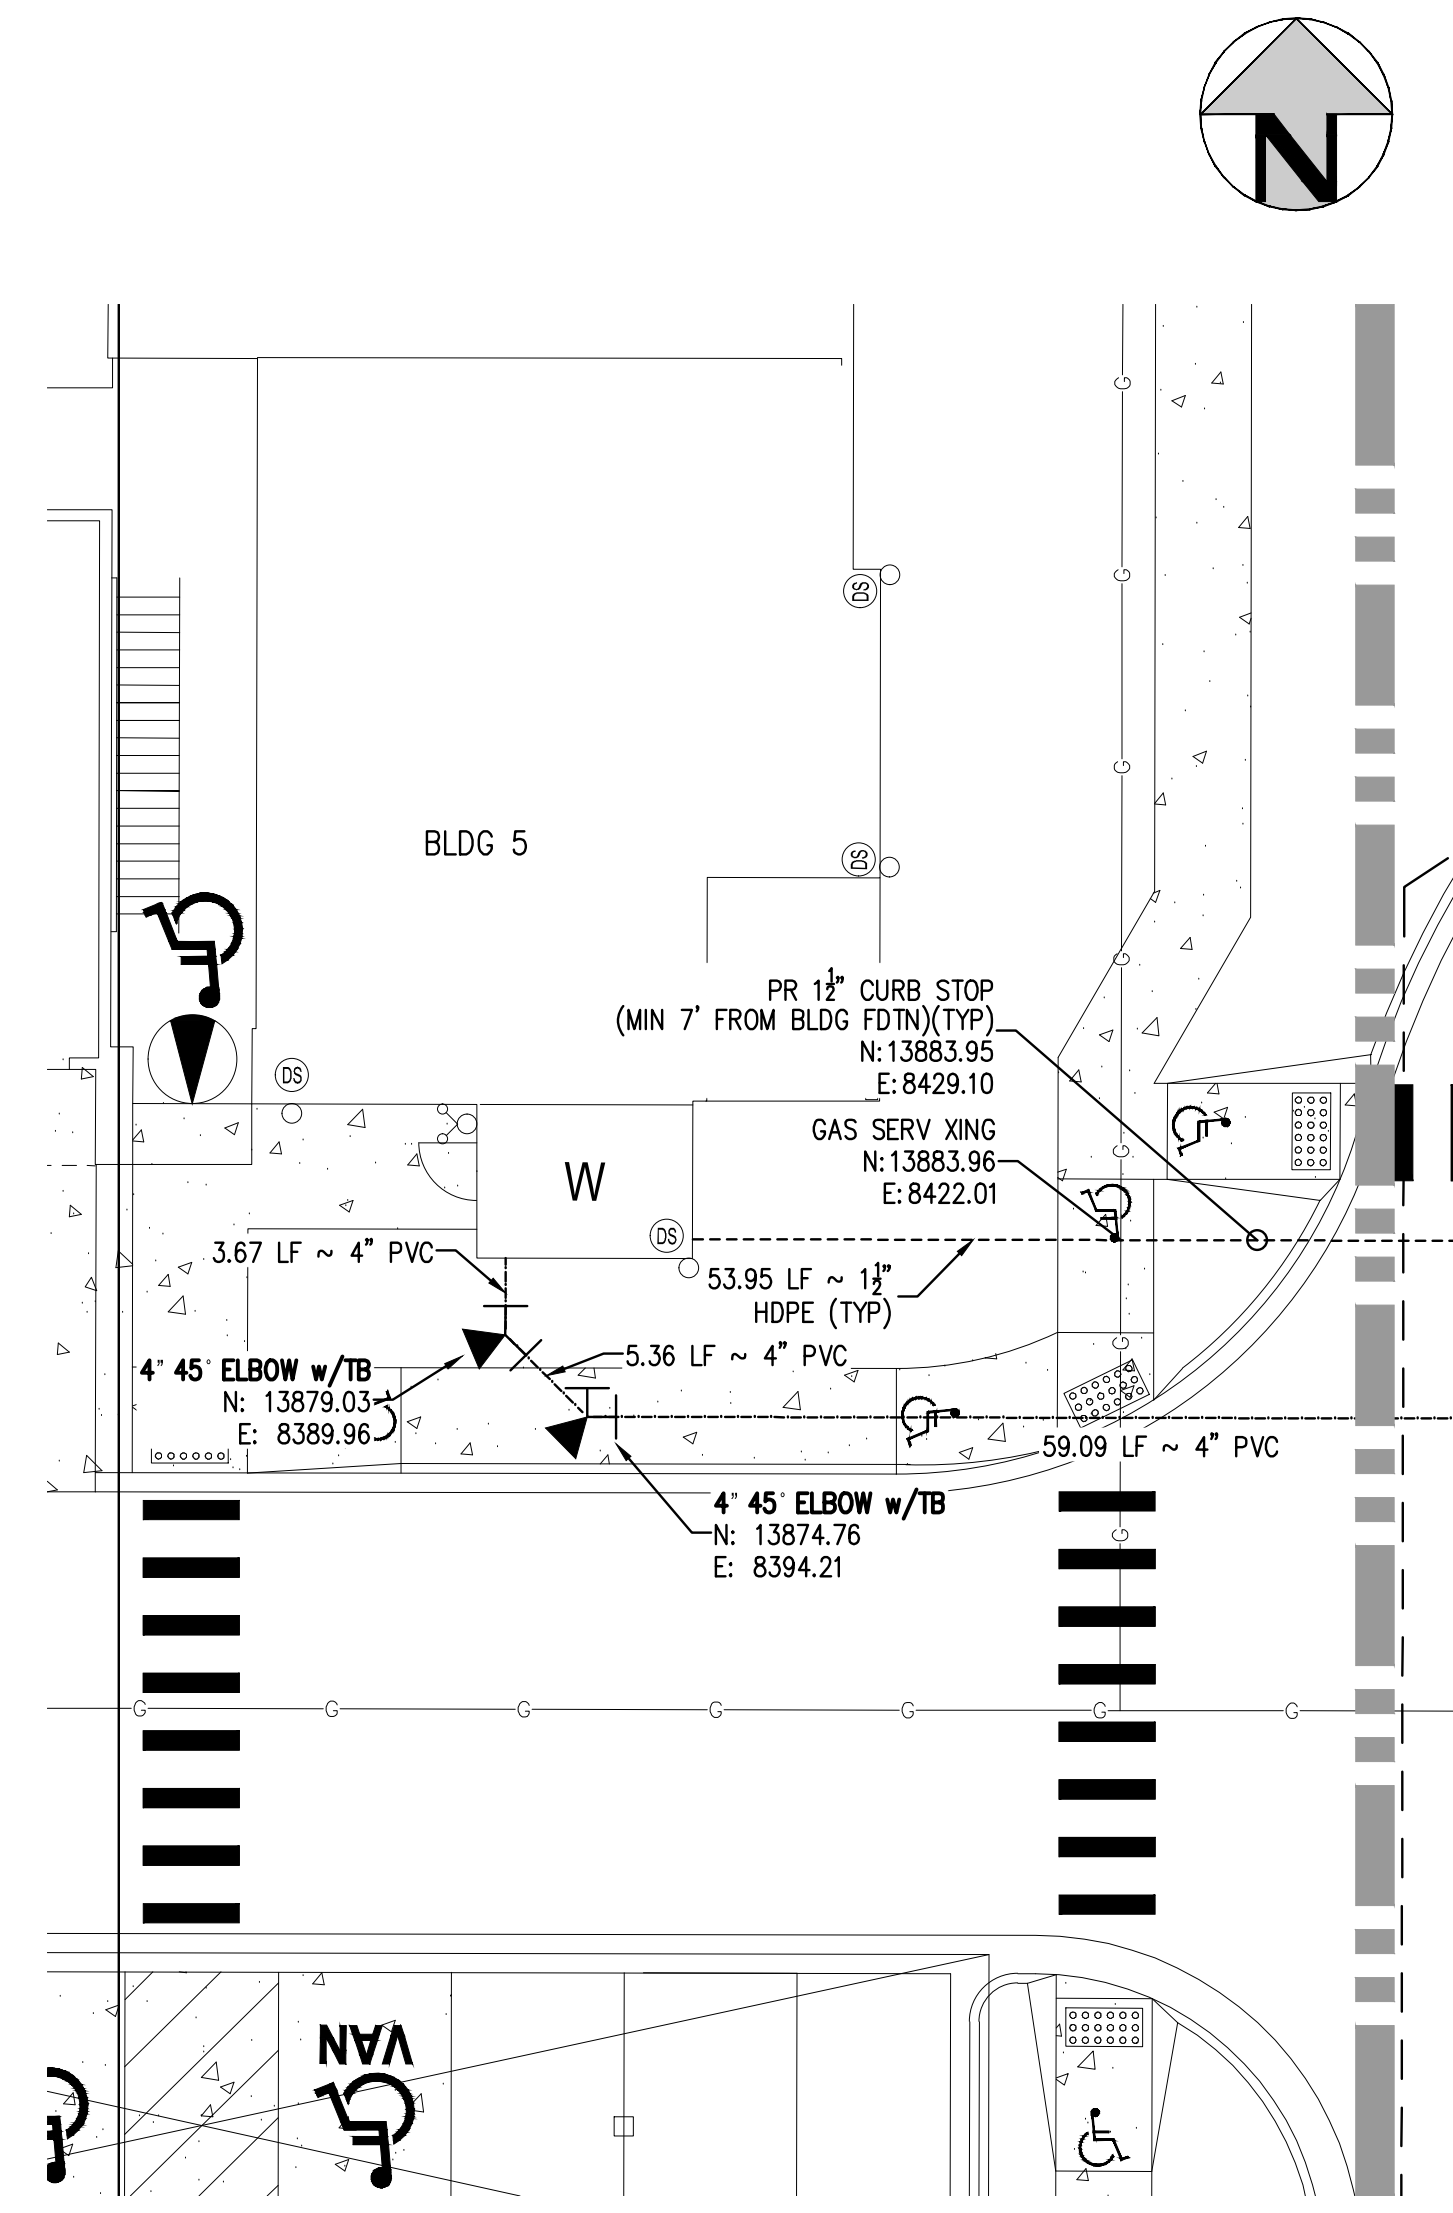 N
G
G
DS
G
BLDG 5
DS
G
PR 1½" CURB STOP
(MIN 7' FROM BLDG FDTN)(TYP)
N:13883.95
E:8429.10
DS
GAS SERV XING
N:13883.96
E:8422.01
G
W
DS
3.67 LF ~ 4" PVC
53.95 LF ~ 1½"
HDPE (TYP)
G
5.36 LF ~ 4" PVC
4" 45° ELBOW w/TB
N: 13879.03
E: 8389.96
59.09 LF ~ 4" PVC
4" 45° ELBOW w/TB
N: 13874.76
E: 8394.21
G
G
G
G
G
G
G
G
G
VAN